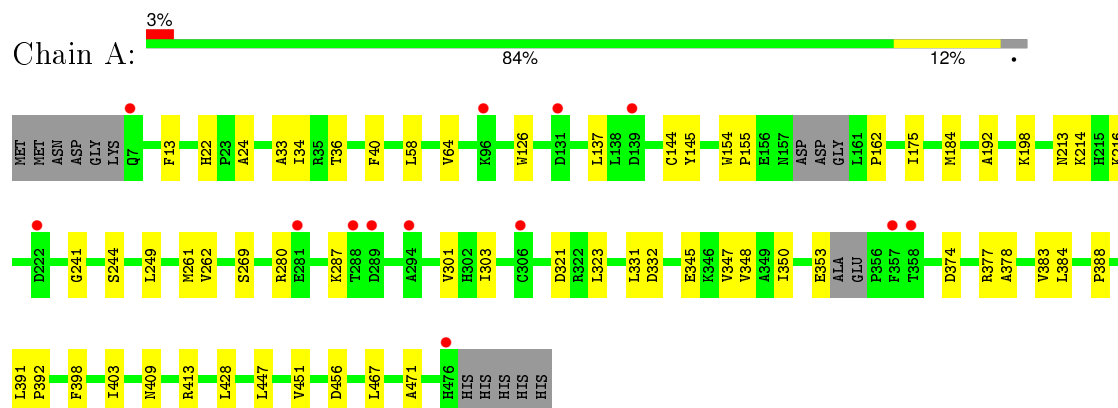 3%
Chain A:
84% 12% •
MET MET ASN ASP GLY LYS Q7 F13 H22 P23 A24 A33 I34 R35 T36 F40 L58 V64 K96 W126 D131 L137 L138 D139 C144 Y145 W154 P155 E156 N157 ASP ASP GLY L161 P162 I175 M184 A192 K198 N213 K214 H215 K216
D222 G241 S244 L249 M261 V262 S269 R280 E281 K287 T288 D289 A294 V301 H302 I303 C306 D321 R322 L323 L331 D332 E345 K346 V347 V348 A349 I350 E353 ALA GLU P356 F357 T358 D374 R377 A378 V383 L384 P388
L391 P392 F398 I403 N409 R413 L428 L447 V451 D456 L467 A471 H476 HIS HIS HIS HIS HIS